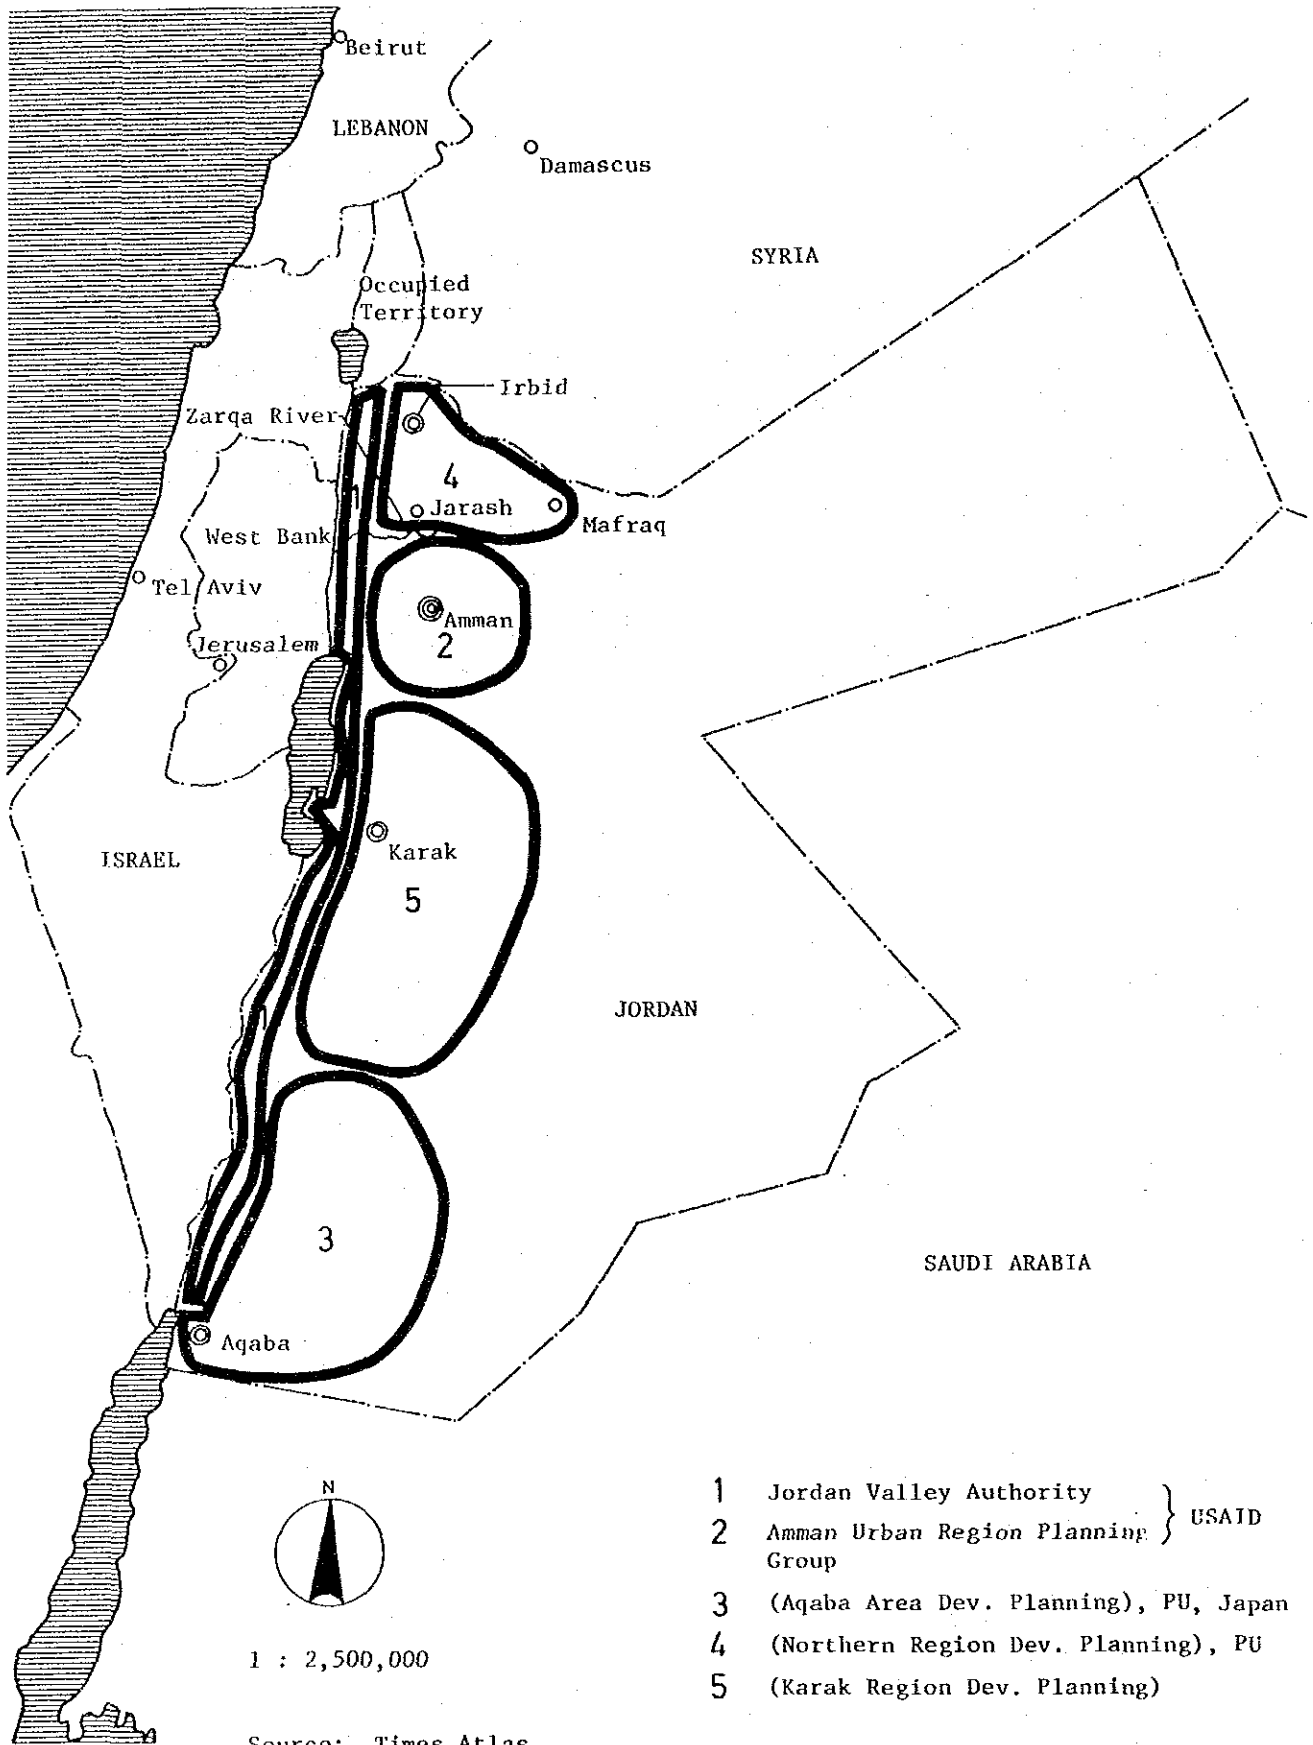 Beirut
LEBANON
Damascus
SYRIA
Occupied
Territory
Irbid
Zarqa River
4
Jarash
Mafraq
West Bank
Tel Aviv
Amman
2
Jerusalem
Karak
ISRAEL
5
JORDAN
3
SAUDI ARABIA
Aqaba
N
1 : 2,500,000
1 Jordan Valley Authority
2 Amman Urban Region Planning
Group
} USAID
3 (Aqaba Area Dev. Planning), PU, Japan
4 (Northern Region Dev. Planning), PU
5 (Karak Region Dev. Planning)
Source: Times Atlas